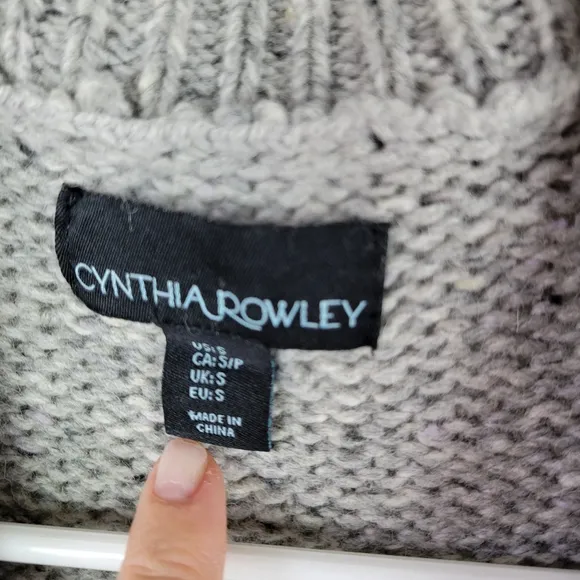 CYNTHIA ROWLEY
US:S
CA:S/P
UK:S
EU:S
MADE IN
CHINA